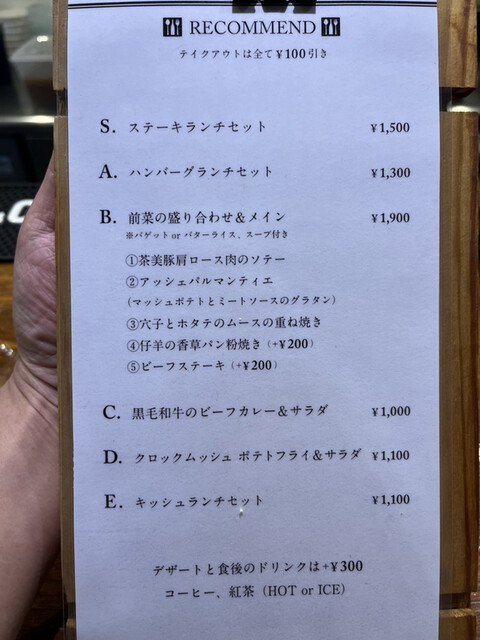 RECOMMEND
テイクアウトは全て¥100引き
S. ステーキランチセット ¥1,500
A. ハンバーグランチセット ¥1,300
B. 前菜の盛り合わせ＆メイン ¥1,900
※バゲット or バターライス、スープ付き
①茶美豚肩ロース肉のソテー
②アッシェパルマンティエ
(マッシュポテトとミートソースのグラタン)
③穴子とホタテのムースの重ね焼き
④仔羊の香草パン粉焼き (+¥200)
⑤ビーフステーキ (+¥200)
C. 黒毛和牛のビーフカレー＆サラダ ¥1,000
D. クロックムッシュ ポテトフライ＆サラダ ¥1,100
E. キッシュランチセット ¥1,100
デザートと食後のドリンクは+¥300
コーヒー、紅茶（HOT or ICE）